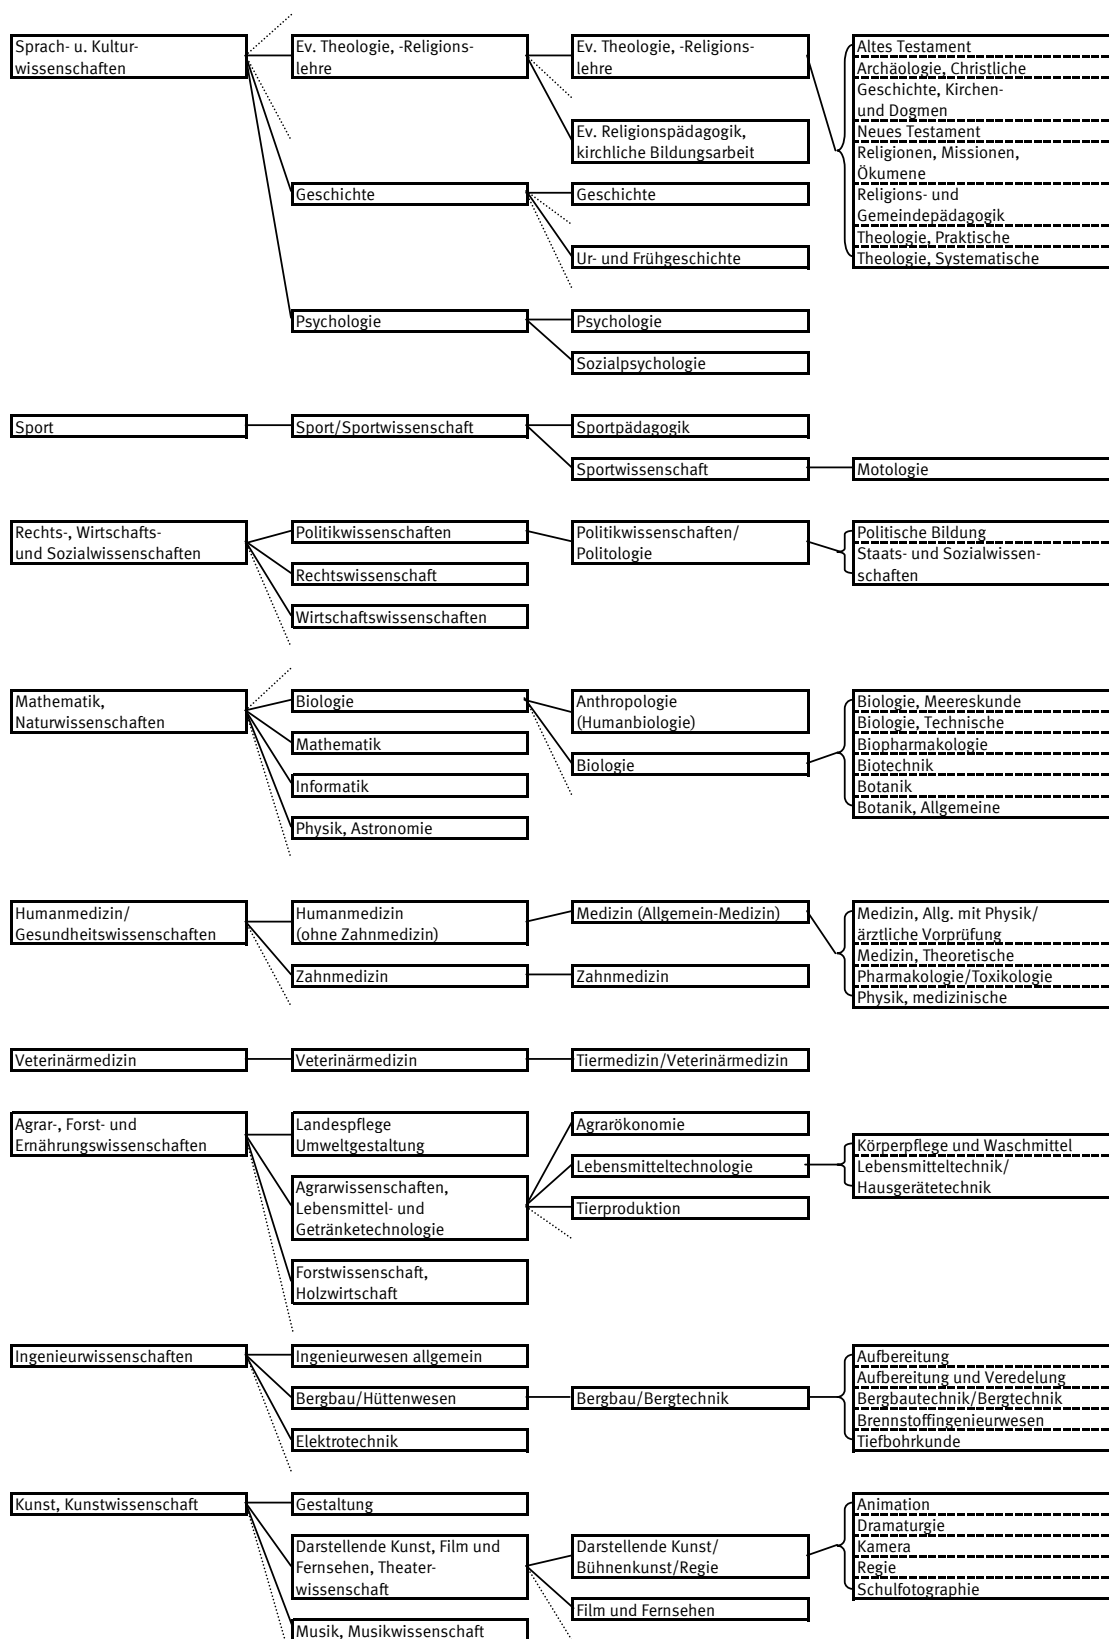 Sprach- u. Kultur-
wissenschaften
Ev. Theologie, -Religions-
lehre
Ev. Theologie, -Religions-
lehre
Altes Testament
Archäologie, Christliche
Geschichte, Kirchen-
und Dogmen
Neues Testament
Religionen, Missionen,
Ökumene
Religions- und
Gemeindepädagogik
Theologie, Praktische
Theologie, Systematische
Ev. Religionspädagogik,
kirchliche Bildungsarbeit
Geschichte
Geschichte
Ur- und Frühgeschichte
Psychologie
Psychologie
Sozialpsychologie
Sport
Sport/Sportwissenschaft
Sportpädagogik
Sportwissenschaft
Motologie
Rechts-, Wirtschafts-
und Sozialwissenschaften
Politikwissenschaften
Politikwissenschaften/
Politologie
Politische Bildung
Staats- und Sozialwissen-
schaften
Rechtswissenschaft
Wirtschaftswissenschaften
Mathematik,
Naturwissenschaften
Biologie
Anthropologie
(Humanbiologie)
Biologie, Meereskunde
Biologie, Technische
Biopharmakologie
Biotechnik
Botanik
Botanik, Allgemeine
Mathematik
Biologie
Informatik
Physik, Astronomie
Humanmedizin/
Gesundheitswissenschaften
Humanmedizin
(ohne Zahnmedizin)
Medizin (Allgemein-Medizin)
Medizin, Allg. mit Physik/
ärztliche Vorprüfung
Medizin, Theoretische
Pharmakologie/Toxikologie
Physik, medizinische
Zahnmedizin
Zahnmedizin
Veterinärmedizin
Veterinärmedizin
Tiermedizin/Veterinärmedizin
Agrar-, Forst- und
Ernährungswissenschaften
Landespflege
Umweltgestaltung
Agrarökonomie
Lebensmitteltechnologie
Körperpflege und Waschmittel
Lebensmitteltechnik/
Hausgerätetechnik
Agrarwissenschaften,
Lebensmittel- und
Getränketechnologie
Tierproduktion
Forstwissenschaft,
Holzwirtschaft
Ingenieurwissenschaften
Ingenieurwesen allgemein
Bergbau/Hüttenwesen
Bergbau/Bergtechnik
Aufbereitung
Aufbereitung und Veredelung
Bergbautechnik/Bergtechnik
Brennstoffingenieurwesen
Tiefbohrkunde
Elektrotechnik
Kunst, Kunstwissenschaft
Gestaltung
Darstellende Kunst, Film und
Fernsehen, Theater-
wissenschaft
Darstellende Kunst/
Bühnenkunst/Regie
Animation
Dramaturgie
Kamera
Regie
Schulfotographie
Film und Fernsehen
Musik, Musikwissenschaft